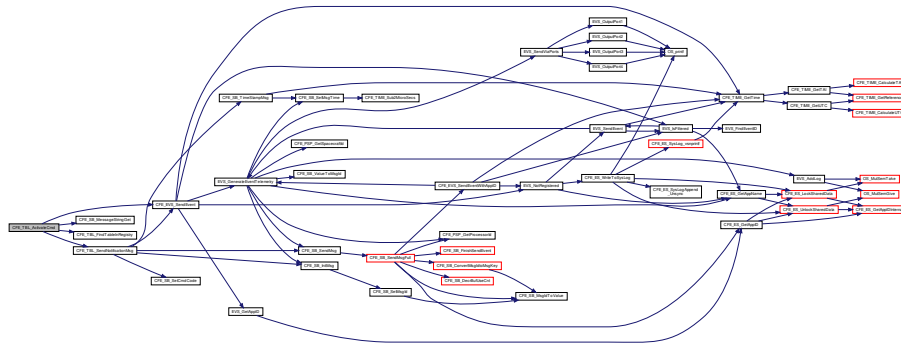 EVS_OutputPort1
EVS_OutputPort2
EVS_SendViaPorts
EVS_OutputPort3
OS_printf
EVS_OutputPort4
CFE_TIME_GetTAI
CFE_SB_TimeStampMsg
CFE_SB_SetMsgTime
CFE_TIME_Sub2MicroSecs
CFE_TIME_GetTime
CFE_TIME_GetUTC
EVS_SendEvent
EVS_IsFiltered
EVS_FindEventID
CFE_PSP_GetSpacecraftId
CFE_ES_SysLog_vsnprintf
CFE_SB_ValueToMsgId
EVS_GenerateEventTelemetry
CFE_EVS_SendEventWithAppID
EVS_NotRegistered
CFE_ES_WriteToSysLog
EVS_AddLog
OS_MutSemTake
CFE_ES_GetAppName
CFE_ES_LockSharedData
OS_MutSemGive
CFE_EVS_SendEvent
CFE_ES_UnlockSharedData
CFE_SB_MessageStringGet
CFE_TBL_ActivateCmd
CFE_ES_GetAppID
CFE_TBL_FindTableInRegistry
CFE_PSP_GetProcessorId
CFE_TBL_SendNotificationMsg
CFE_SB_SendMsg
CFE_SB_FinishSendEvent
CFE_SB_SendMsgFull
CFE_SB_InitMsg
CFE_SB_ConvertMsgIdtoMsgKey
CFE_SB_SetCmdCode
CFE_SB_DecrBufUseCnt
CFE_SB_SetMsgId
CFE_SB_MsgIdToValue
EVS_GetAppID